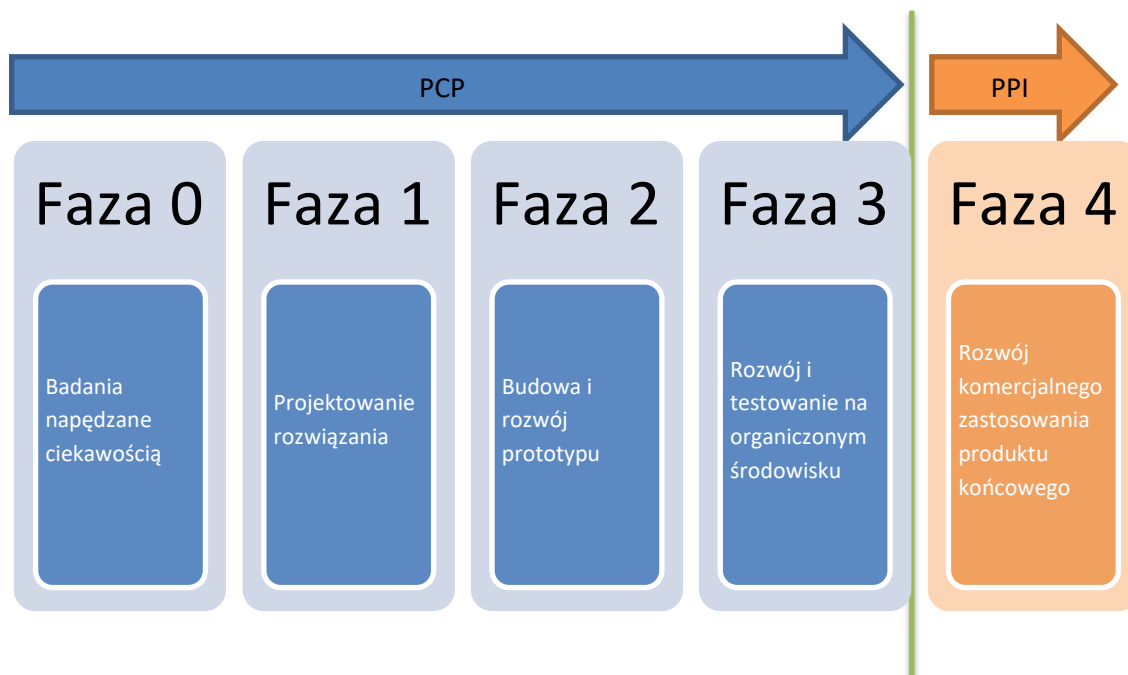 PCP
PPI
Faza 0
Faza 1
Faza 2
Faza 3
Faza 4
Badania
napędzane
ciekawością
Projektowanie
rozwiązania
Budowa i
rozwój
prototypu
Rozwój i
testowanie na
organiczonym
środowisku
Rozwój
komercjalnego
zastosowania
produktu
końcowego